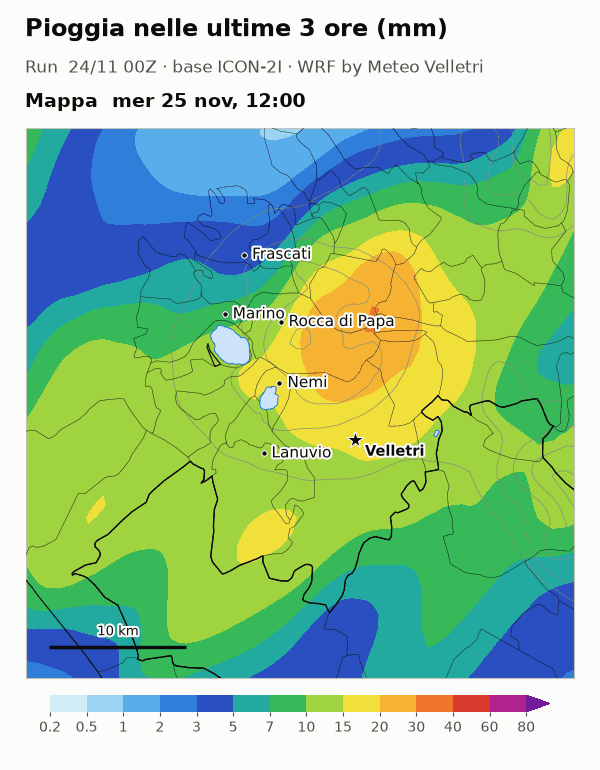 Pioggia nelle ultime 3 ore (mm)
Run  24/11 00Z · base ICON-2I · WRF by Meteo Velletri
Mappa  mer 25 nov, 12:00
Frascati
Marino
Rocca di Papa
Nemi
Velletri
Lanuvio
10 km
0.2 0.5 1 2 3 5 7 10 15 20 30 40 60 80